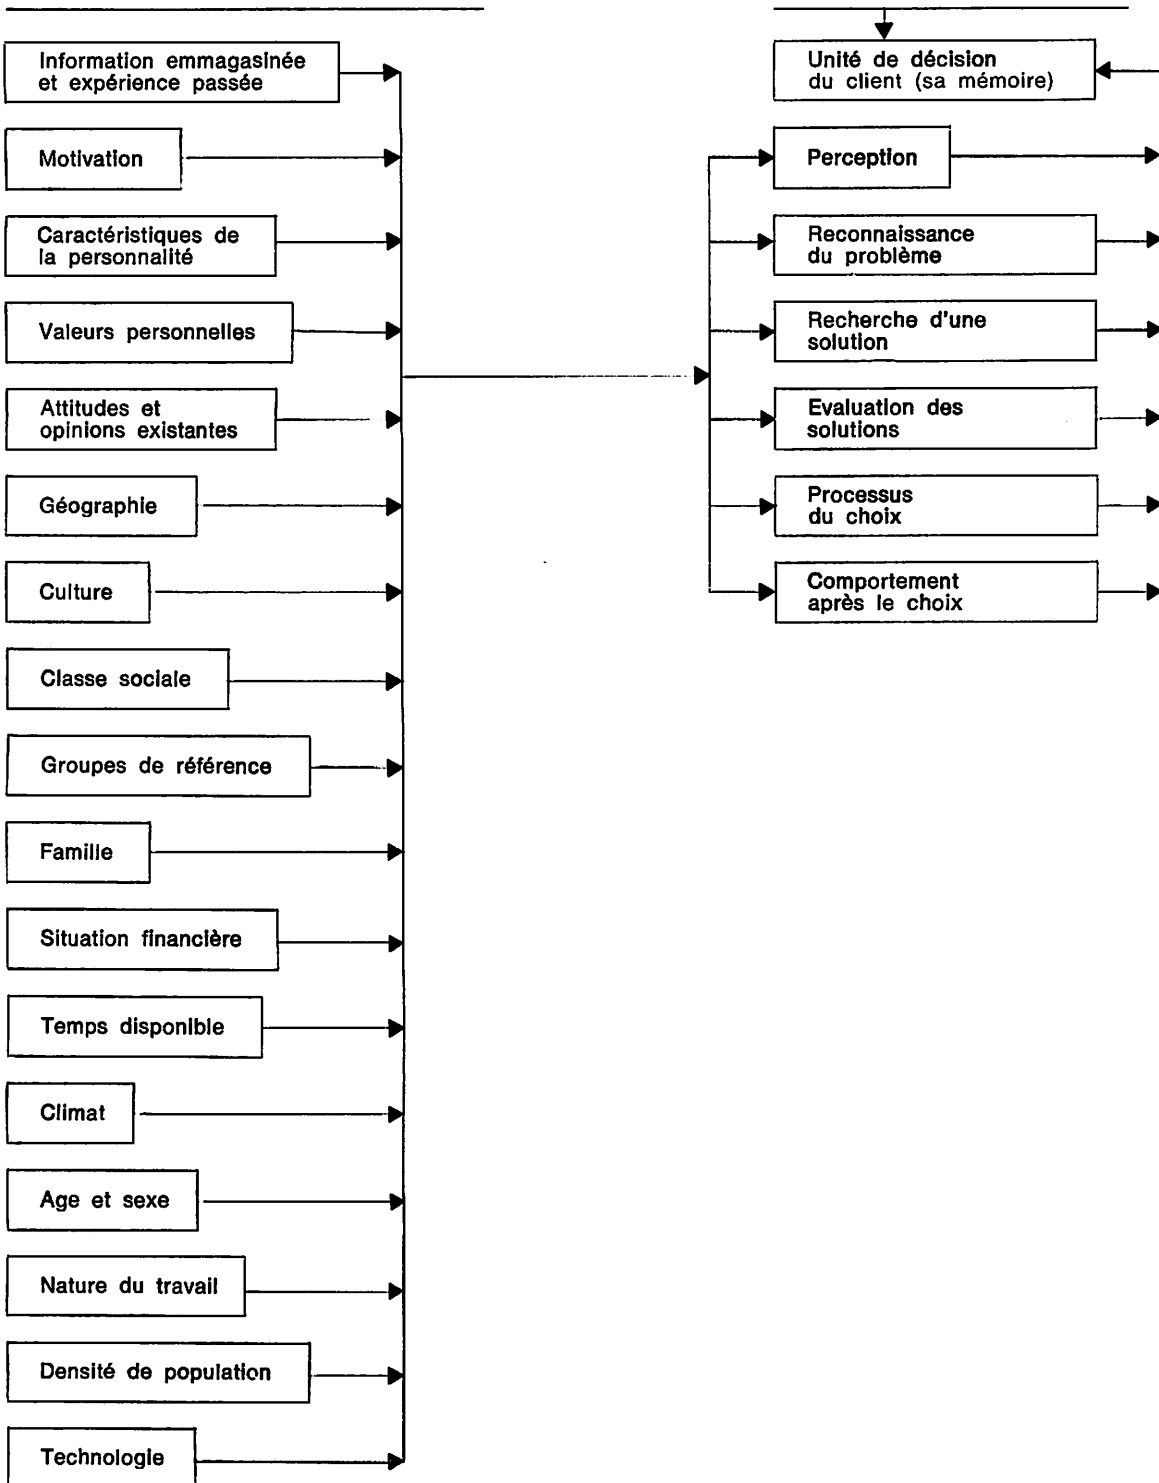 Information emmagasinée
et expérience passée
Motivation
Caractéristiques de
la personnalité
Valeurs personnelles
Attitudes et
opinions existantes
Géographie
Culture
Classe sociale
Groupes de référence
Famille
Situation financière
Temps disponible
Climat
Age et sexe
Nature du travail
Densité de population
Technologie
Unité de décision
du client (sa mémoire)
Perception
Reconnaissance
du problème
Recherche d'une
solution
Evaluation des
solutions
Processus
du choix
Comportement
après le choix